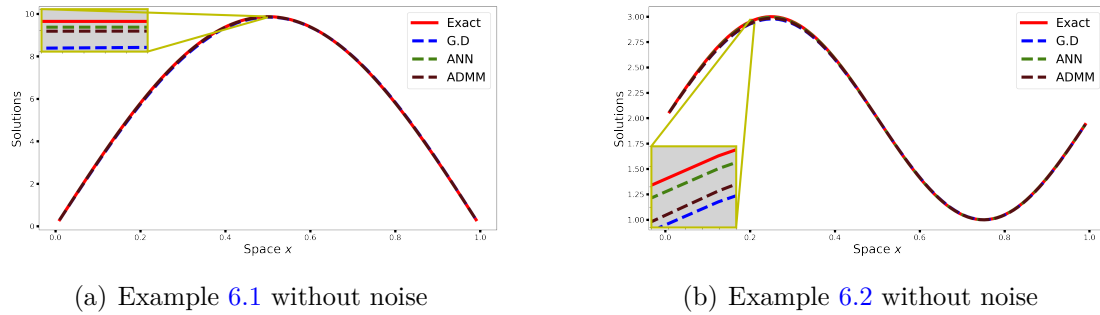 10
8
6
4
2
0
Solutions
0.0
0.2
0.4
0.6
0.8
1.0
Space x
Exact
G.D
ANN
ADMM
(a) Example 6.1 without noise
3.00
2.75
2.50
2.25
2.00
1.75
1.50
1.25
1.00
Solutions
0.0
0.2
0.4
0.6
0.8
1.0
Space x
Exact
G.D
ANN
ADMM
(b) Example 6.2 without noise